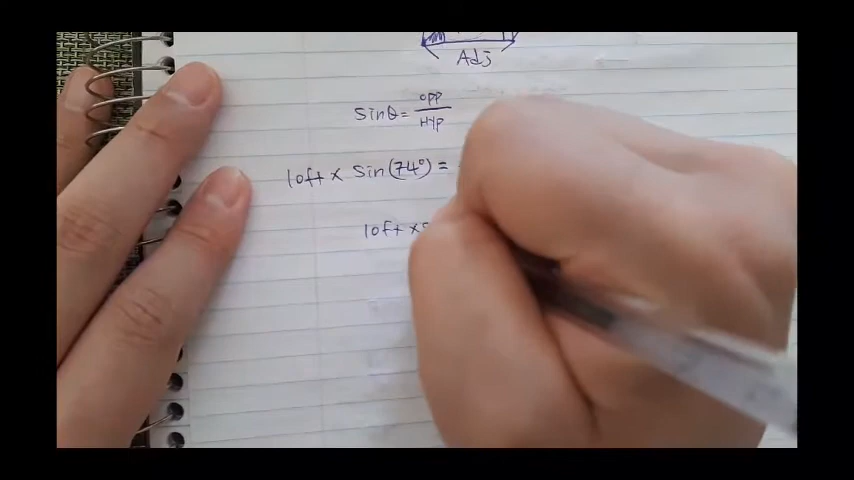 Adj
Sinθ = opp/Hyp
10ft × Sin(74°) =
10ft ×